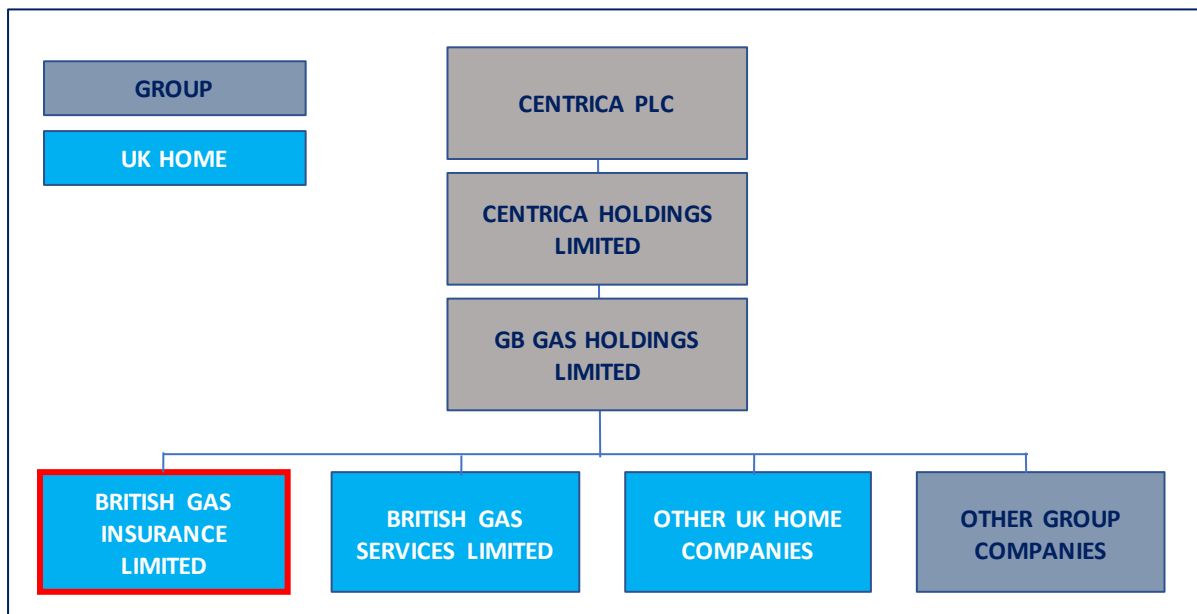 GROUP
UK HOME
CENTRICA PLC
CENTRICA HOLDINGS
LIMITED
GB GAS HOLDINGS
LIMITED
BRITISH GAS
INSURANCE
LIMITED
BRITISH GAS
SERVICES LIMITED
OTHER UK HOME
COMPANIES
OTHER GROUP
COMPANIES